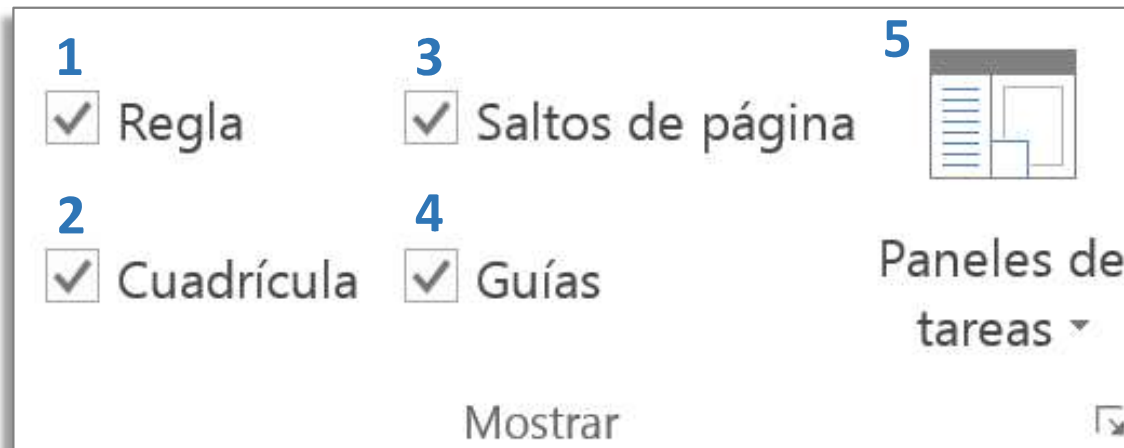 1
Regla
3
Saltos de página
5
2
Cuadrícula
4
Guías
Paneles de
tareas
Mostrar